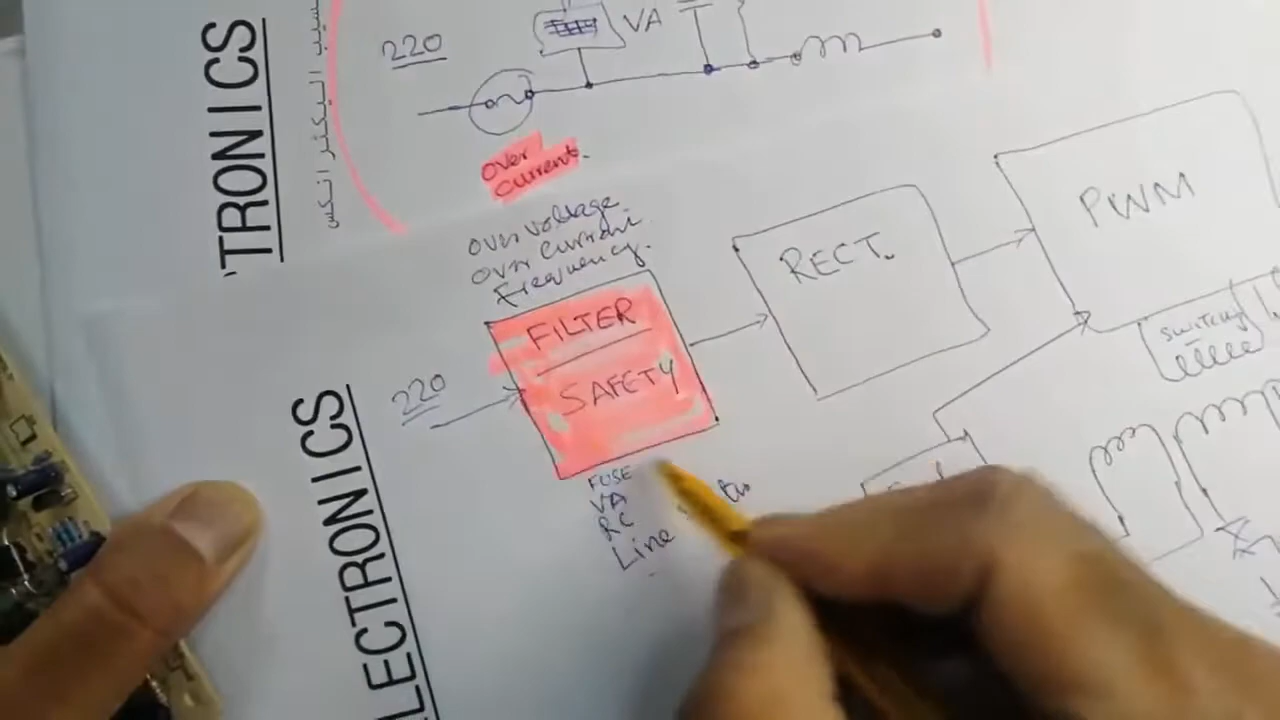 TRONICS
220
VA
over
current.
over voltage.
over current
frequency.
FILTER
SAFETY
220
RECT.
PWM
switching
FUSE
VA
RC
Line
LECTRONICS